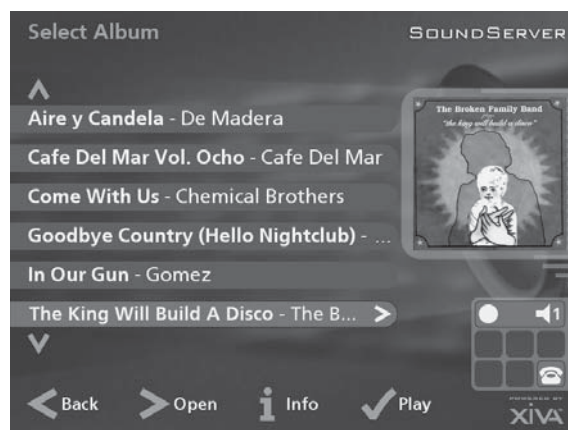 Select Album
SOUNDSERVER
Aire y Candela - De Madera
Cafe Del Mar Vol. Ocho - Cafe Del Mar
Come With Us - Chemical Brothers
Goodbye Country (Hello Nightclub) - ...
In Our Gun - Gomez
The King Will Build A Disco - The B...
The Broken Family Band
"the king will build a disco"
1
Back
Open
Info
Play
POWERED BY
XIVA